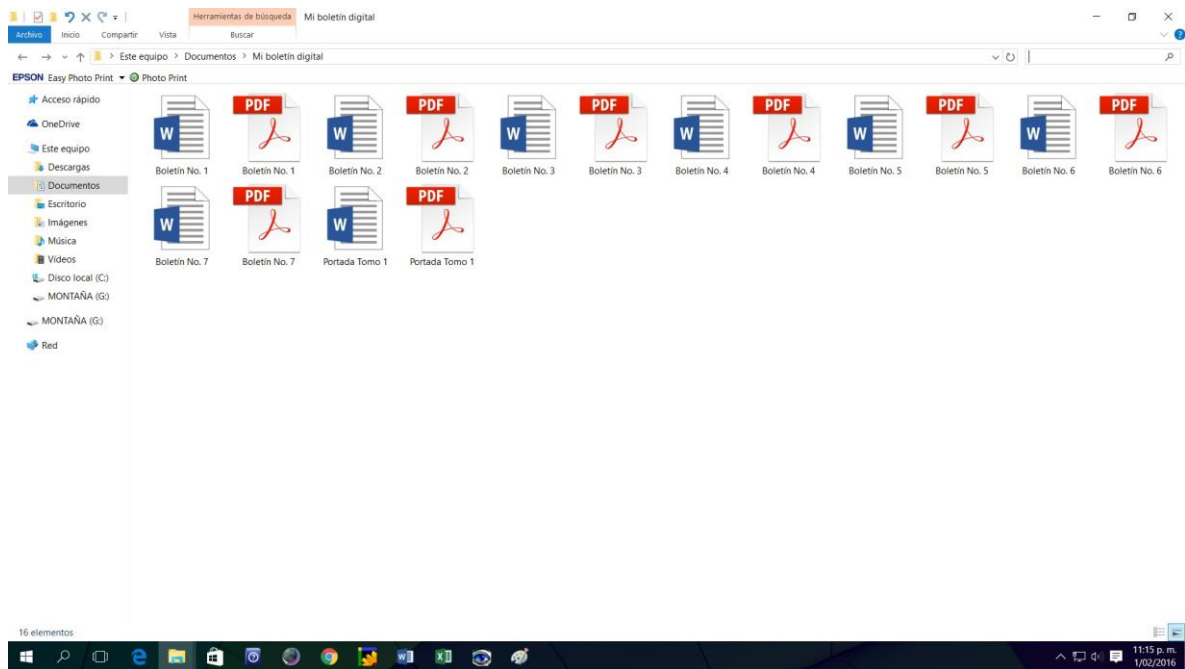 Herramientas de búsqueda Mi boletín digital
Archivo Inicio Compartir Vista Buscar
Este equipo > Documentos > Mi boletín digital
EPSON Easy Photo Print Photo Print
Acceso rápido
OneDrive
Este equipo
Descargas
Documentos
Escritorio
Imágenes
Música
Vídeos
Disco local (C:)
MONTAÑA (G:)
MONTAÑA (G:)
Red
W PDF W PDF W PDF W PDF W PDF W PDF
Boletín No. 1 Boletín No. 1 Boletín No. 2 Boletín No. 2 Boletín No. 3 Boletín No. 3 Boletín No. 4 Boletín No. 4 Boletín No. 5 Boletín No. 5 Boletín No. 6 Boletín No. 6
W PDF W PDF
Boletín No. 7 Boletín No. 7 Portada Tomo 1 Portada Tomo 1
16 elementos
11:15 p. m.
1/02/2016